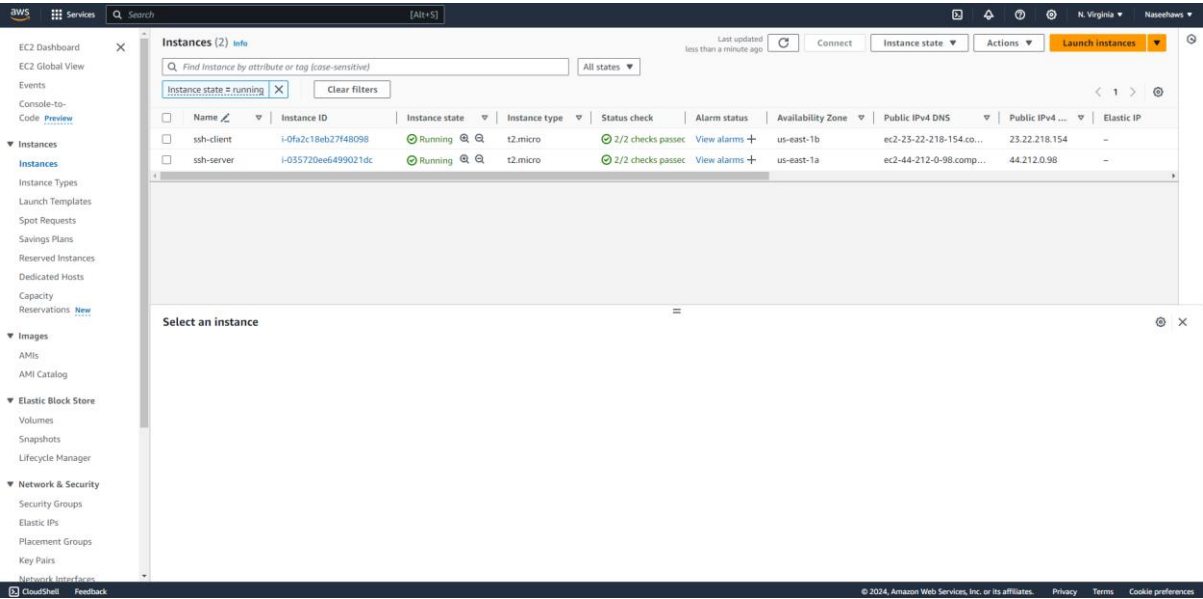 aws Services Search [Alt+S] N. Virginia Naseehaws
EC2 Dashboard
EC2 Global View
Events
Console-to-
Code Preview
Instances
Instances
Instance Types
Launch Templates
Spot Requests
Savings Plans
Reserved Instances
Dedicated Hosts
Capacity
Reservations New
Images
AMIs
AMI Catalog
Elastic Block Store
Volumes
Snapshots
Lifecycle Manager
Network & Security
Security Groups
Elastic IPs
Placement Groups
Key Pairs
Network Interfaces
Instances (2) Info
Last updated
less than a minute ago
Connect Instance state Actions Launch instances
Find Instance by attribute or tag (case-sensitive) All states
Instance state = running Clear filters
1
Name Instance ID Instance state Instance type Status check Alarm status Availability Zone Public IPv4 DNS Public IPv4 ... Elastic IP
ssh-client i-0fa2c18eb27f48098 Running t2.micro 2/2 checks passec View alarms + us-east-1b ec2-23-22-218-154.co... 23.22.218.154 –
ssh-server i-035720ee6499021dc Running t2.micro 2/2 checks passec View alarms + us-east-1a ec2-44-212-0-98.comp... 44.212.0.98 –
Select an instance
CloudShell Feedback © 2024, Amazon Web Services, Inc. or its affiliates. Privacy Terms Cookie preferences